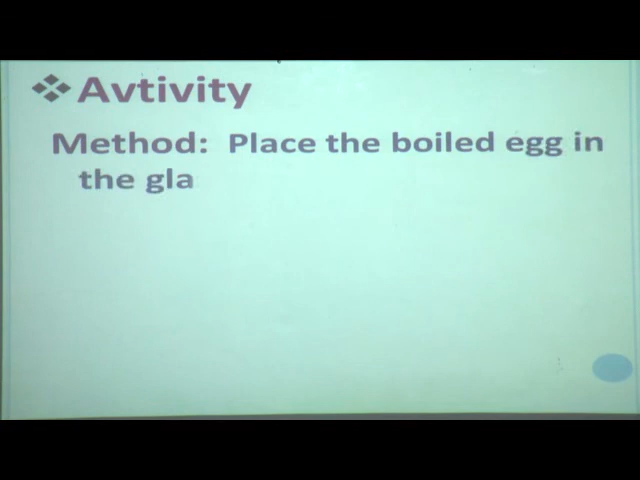 Avtivity
Method: Place the boiled egg in
the gla